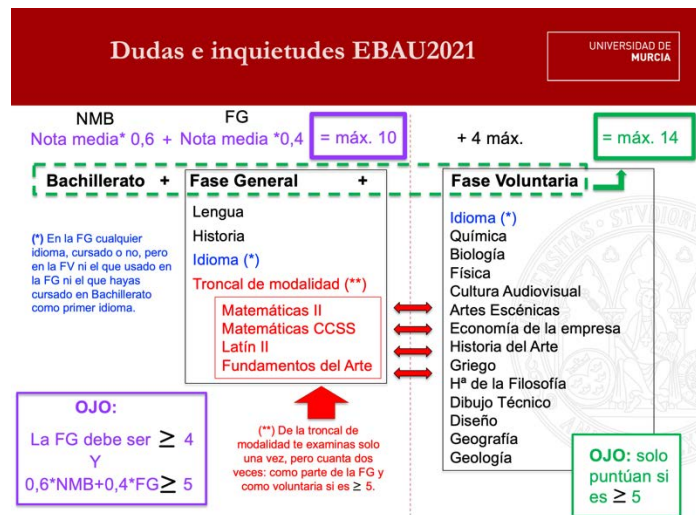 Dudas e inquietudes EBAU2021
UNIVERSIDAD DE
MURCIA
NMB
FG
Nota media* 0,6 + Nota media *0,4
= máx. 10
+ 4 máx.
= máx. 14
Bachillerato + Fase General +
Fase Voluntaria
(*) En la FG cualquier
idioma, cursado o no, pero
en la FV ni el que usado en
la FG ni el que hayas
cursado en Bachillerato
como primer idioma.
Lengua
Historia
Idioma (*)
Troncal de modalidad (**)
Matemáticas II
Matemáticas CCSS
Latín II
Fundamentos del Arte
Idioma (*)
Química
Biología
Física
Cultura Audiovisual
Artes Escénicas
Economía de la empresa
Historia del Arte
Griego
Hª de la Filosofía
Dibujo Técnico
Diseño
Geografía
Geología
OJO:
La FG debe ser ≥ 4
Y
0,6*NMB+0,4*FG≥ 5
(**) De la troncal de
modalidad te examinas solo
una vez, pero cuanta dos
veces: como parte de la FG y
como voluntaria si es ≥ 5.
OJO: solo
puntúan si
es ≥ 5